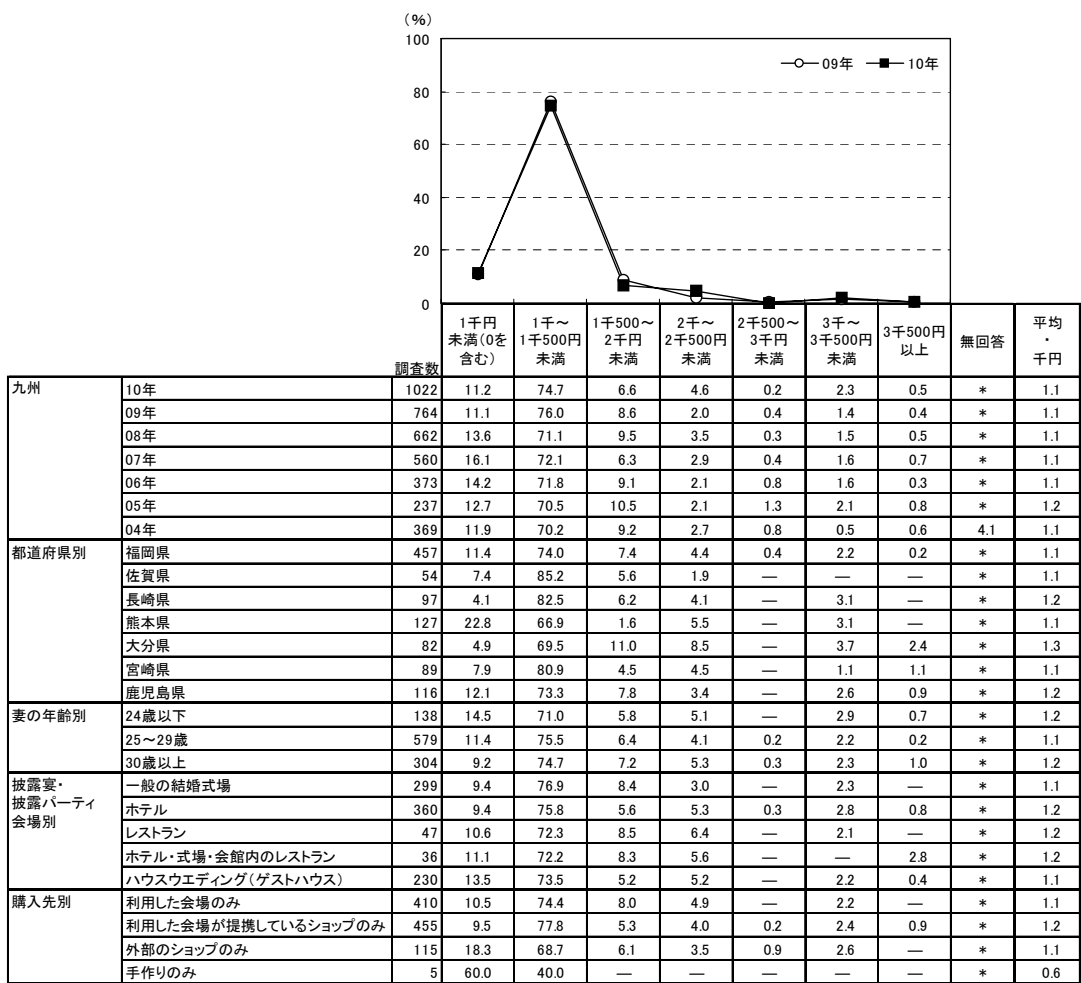 (%)
100
80
60
40
20
0
09年 10年
調査数 1千円未満(0を含む) 1千～1千500円未満 1千500～2千円未満 2千～2千500円未満 2千500～3千円未満 3千～3千500円未満 3千500円以上 無回答 平均・千円
九州 10年 1022 11.2 74.7 6.6 4.6 0.2 2.3 0.5 * 1.1
09年 764 11.1 76.0 8.6 2.0 0.4 1.4 0.4 * 1.1
08年 662 13.6 71.1 9.5 3.5 0.3 1.5 0.5 * 1.1
07年 560 16.1 72.1 6.3 2.9 0.4 1.6 0.7 * 1.1
06年 373 14.2 71.8 9.1 2.1 0.8 1.6 0.3 * 1.1
05年 237 12.7 70.5 10.5 2.1 1.3 2.1 0.8 * 1.2
04年 369 11.9 70.2 9.2 2.7 0.8 0.5 0.6 4.1 1.1
都道府県別 福岡県 457 11.4 74.0 7.4 4.4 0.4 2.2 0.2 * 1.1
佐賀県 54 7.4 85.2 5.6 1.9 ― ― ― * 1.1
長崎県 97 4.1 82.5 6.2 4.1 ― 3.1 ― * 1.2
熊本県 127 22.8 66.9 1.6 5.5 ― 3.1 ― * 1.1
大分県 82 4.9 69.5 11.0 8.5 ― 3.7 2.4 * 1.3
宮崎県 89 7.9 80.9 4.5 4.5 ― 1.1 1.1 * 1.1
鹿児島県 116 12.1 73.3 7.8 3.4 ― 2.6 0.9 * 1.2
妻の年齢別 24歳以下 138 14.5 71.0 5.8 5.1 ― 2.9 0.7 * 1.2
25～29歳 579 11.4 75.5 6.4 4.1 0.2 2.2 0.2 * 1.1
30歳以上 304 9.2 74.7 7.2 5.3 0.3 2.3 1.0 * 1.2
披露宴・披露パーティ会場別 一般の結婚式場 299 9.4 76.9 8.4 3.0 ― 2.3 ― * 1.1
ホテル 360 9.4 75.8 5.6 5.3 0.3 2.8 0.8 * 1.2
レストラン 47 10.6 72.3 8.5 6.4 ― 2.1 ― * 1.2
ホテル・式場・会館内のレストラン 36 11.1 72.2 8.3 5.6 ― ― 2.8 * 1.2
ハウスウエディング(ゲストハウス) 230 13.5 73.5 5.2 5.2 ― 2.2 0.4 * 1.1
購入先別 利用した会場のみ 410 10.5 74.4 8.0 4.9 ― 2.2 ― * 1.1
利用した会場が提携しているショップのみ 455 9.5 77.8 5.3 4.0 0.2 2.4 0.9 * 1.2
外部のショップのみ 115 18.3 68.7 6.1 3.5 0.9 2.6 ― * 1.1
手作りのみ 5 60.0 40.0 ― ― ― ― ― * 0.6